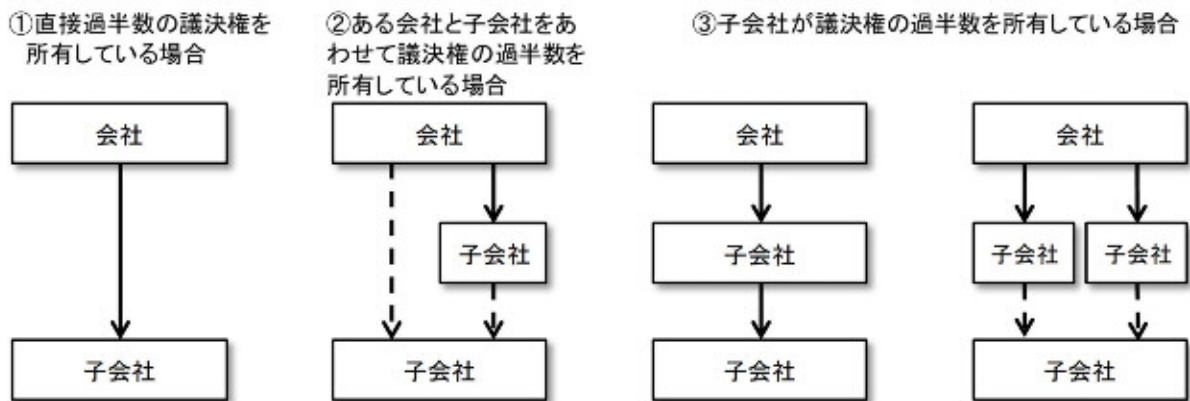 ①直接過半数の議決権を
所有している場合
②ある会社と子会社をあ
わせて議決権の過半数を
所有している場合
③子会社が議決権の過半数を所有している場合
会社
子会社
会社
子会社
子会社
会社
子会社
子会社
会社
子会社
子会社
子会社